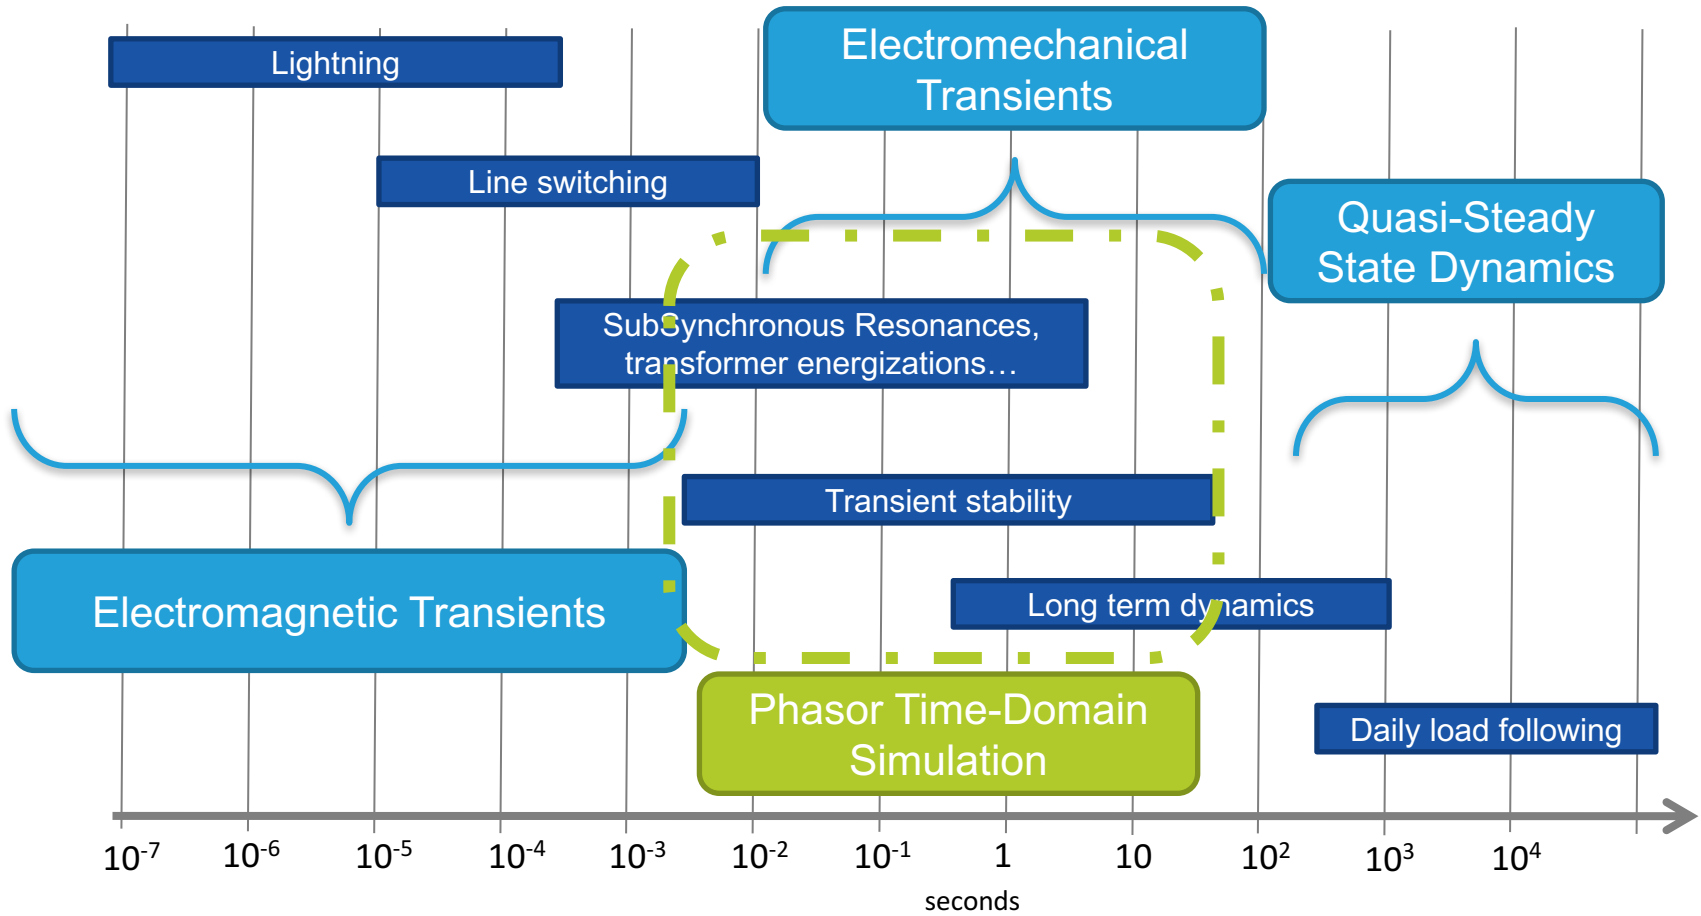 Lightning
Electromechanical
Transients
Line switching
Quasi-Steady
State Dynamics
SubSynchronous Resonances,
transformer energizations…
Transient stability
Electromagnetic Transients
Long term dynamics
Phasor Time-Domain
Simulation
Daily load following
10⁻⁷ 10⁻⁶ 10⁻⁵ 10⁻⁴ 10⁻³ 10⁻² 10⁻¹ 1 10 10² 10³ 10⁴
seconds